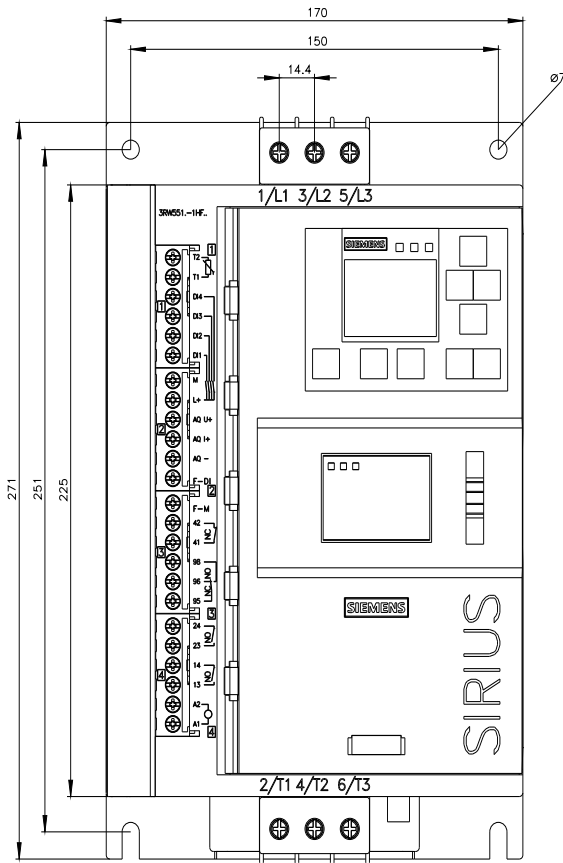 170
150
14.4
Ø7
271
251
225
1/L1 3/L2 5/L3
3RW551.-1HF..
SIEMENS
1
T2
T1
1
DI4
DI3
DI2
DI1
M
L+
AQ U+
2
AQ I+
AQ -
F-DI
2
F-M
42
41
NC
3
98
96
95
NO
NC
SIEMENS
3
24
23
NO
14
13
NO
4
A2
A1
4
SIRIUS
2/T1 4/T2 6/T3